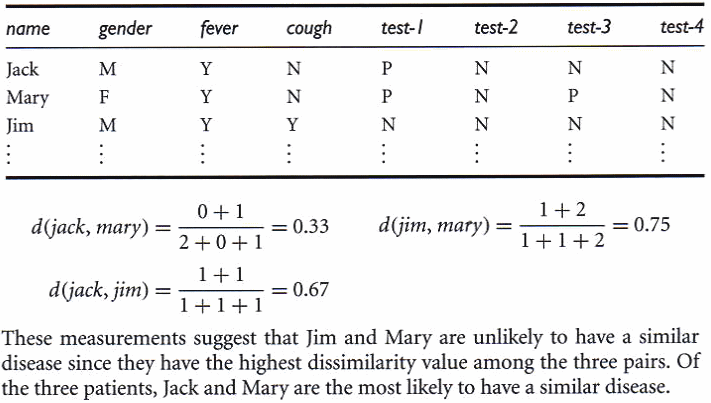 name gender fever cough test-1 test-2 test-3 test-4
Jack M Y N P N N N
Mary F Y N P N P N
Jim M Y Y N N N N
⋮ ⋮ ⋮ ⋮ ⋮ ⋮ ⋮ ⋮
d(jack, mary) = (0 + 1) / (2 + 0 + 1) = 0.33 d(jim, mary) = (1 + 2) / (1 + 1 + 2) = 0.75
d(jack, jim) = (1 + 1) / (1 + 1 + 1) = 0.67
These measurements suggest that Jim and Mary are unlikely to have a similar
disease since they have the highest dissimilarity value among the three pairs. Of
the three patients, Jack and Mary are the most likely to have a similar disease.